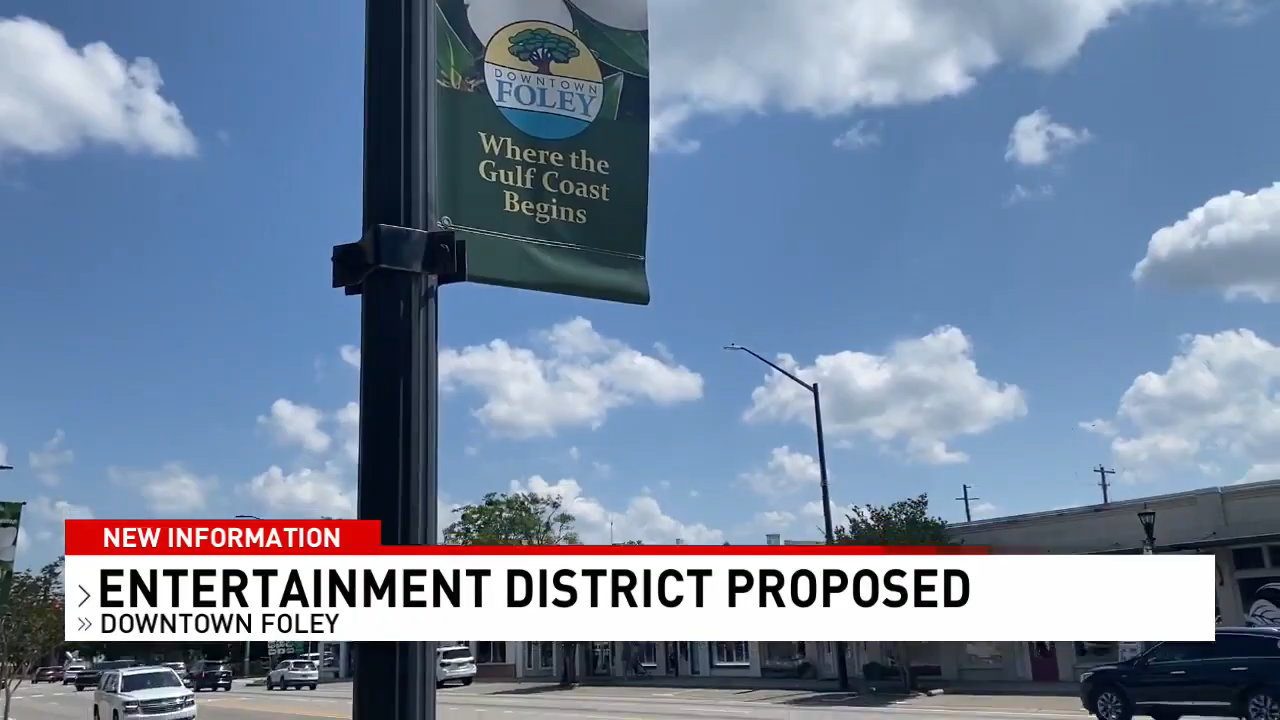 DOWNTOWN
FOLEY
Where the
Gulf Coast
Begins
NEW INFORMATION
ENTERTAINMENT DISTRICT PROPOSED
DOWNTOWN FOLEY